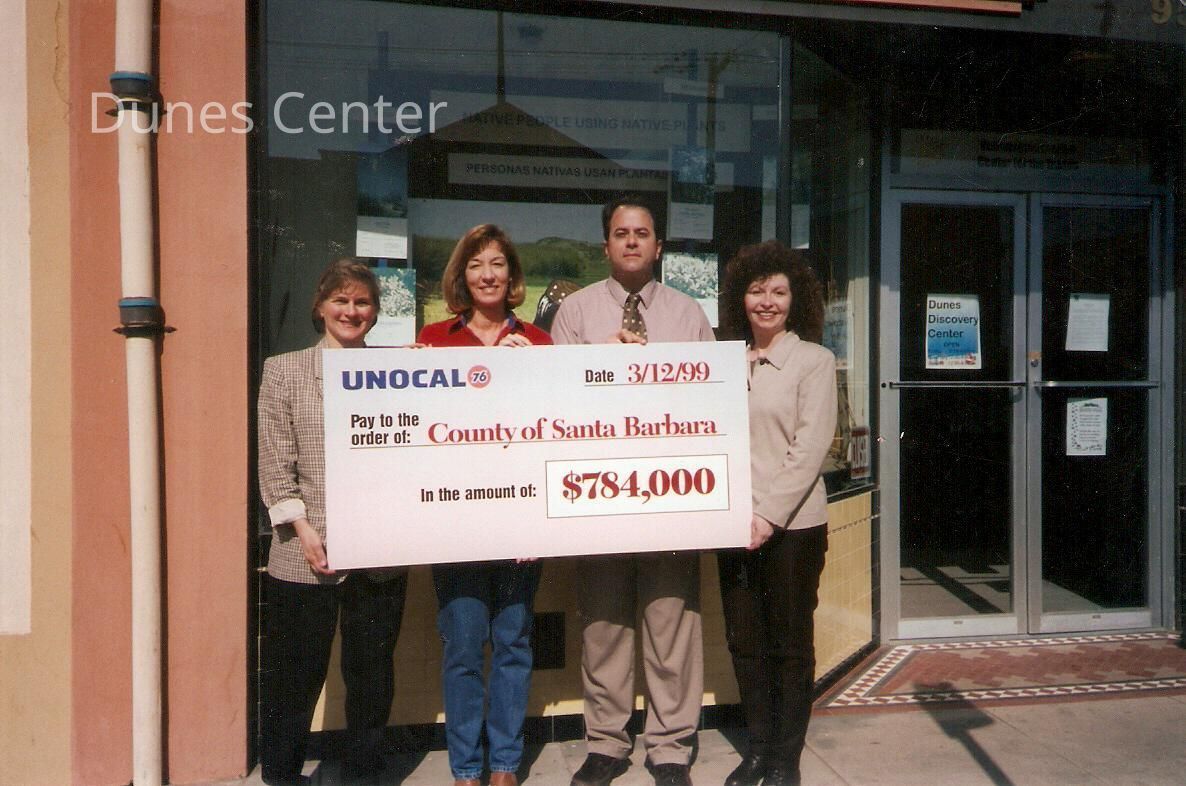 Dunes Center
NATIVE PEOPLE USING NATIVE PLANTS
PERSONAS NATIVAS USAN PLANTAS
Dunes
Discovery
Center
OPEN
UNOCAL 76
Date 3/12/99
Pay to the
order of: County of Santa Barbara
In the amount of: $784,000